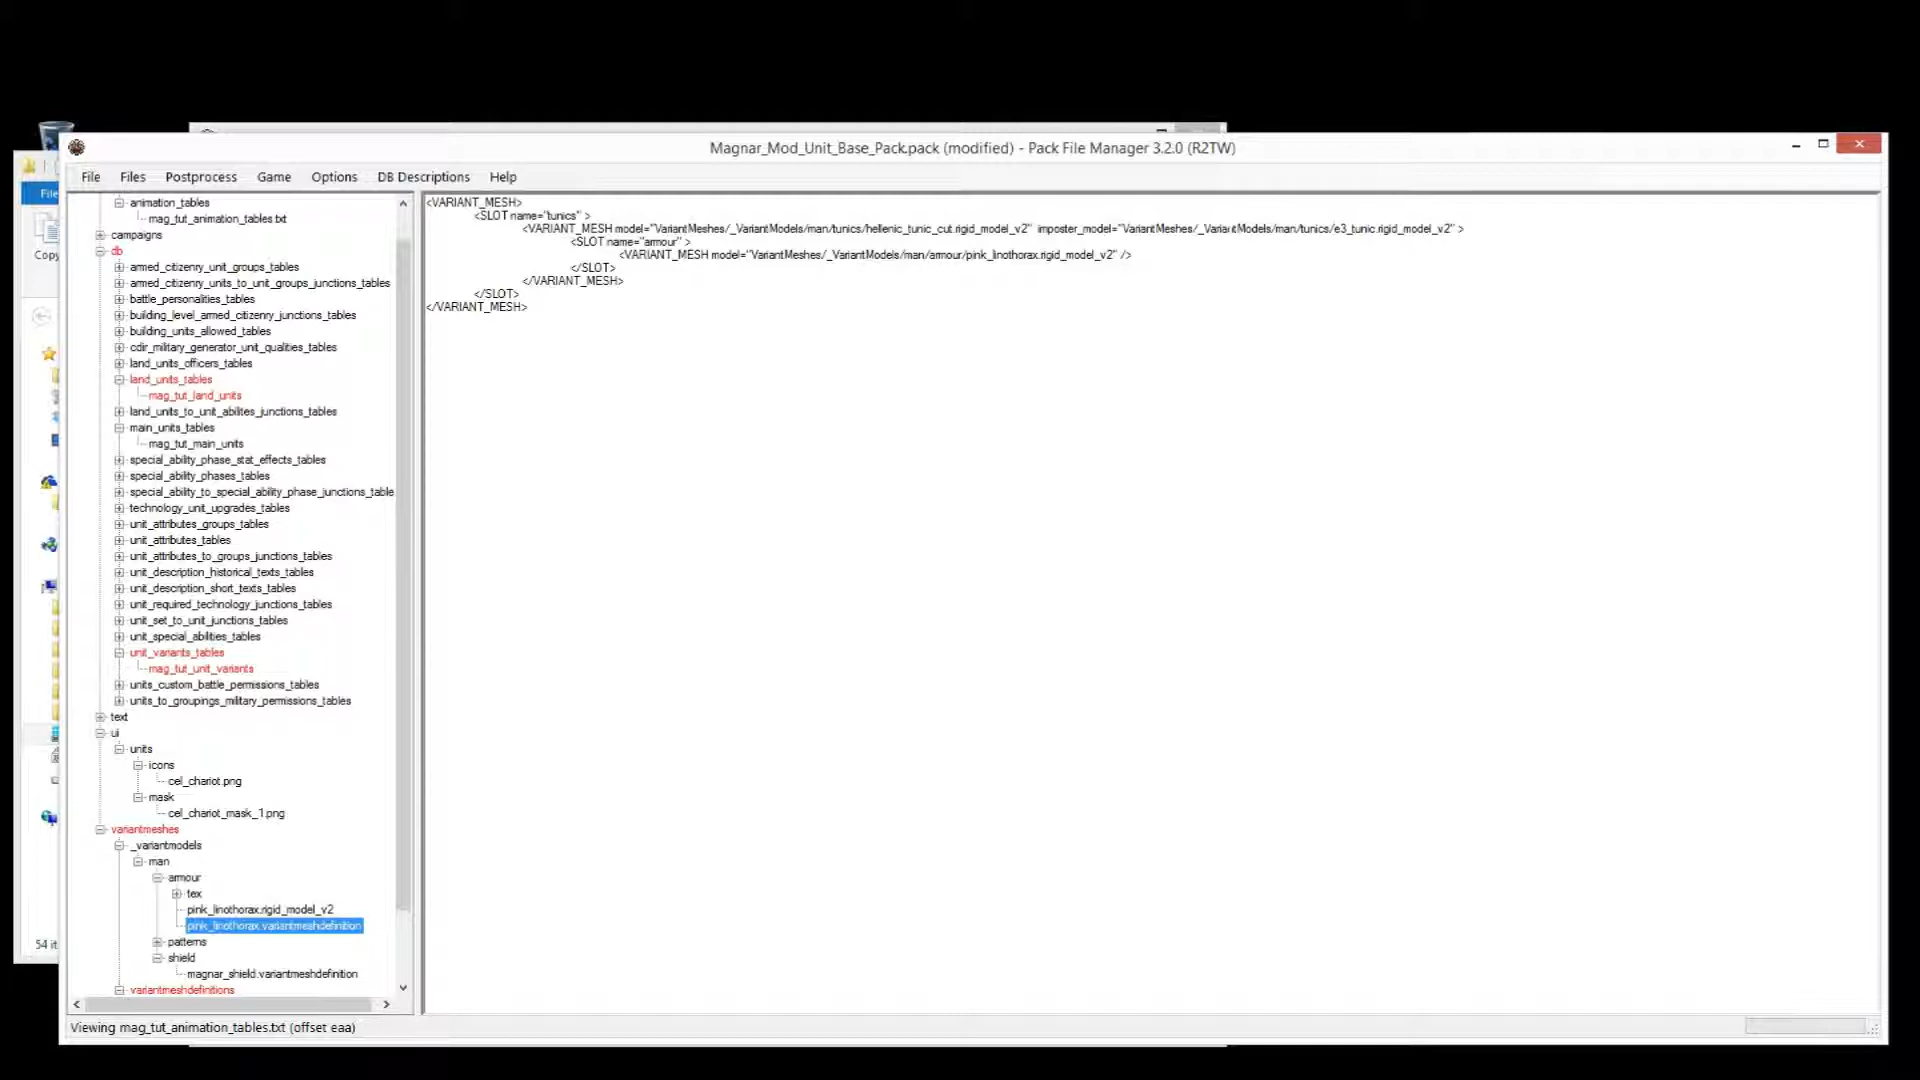 Magnar_Mod_Unit_Base_Pack.pack (modified) - Pack File Manager 3.2.0 (R2TW)
File Files Postprocess Game Options DB Descriptions Help
File
Copy
54 it
animation_tables
mag_tut_animation_tables.txt
campaigns
db
armed_citizenry_unit_groups_tables
armed_citizenry_units_to_unit_groups_junctions_tables
battle_personalities_tables
building_level_armed_citizenry_junctions_tables
building_units_allowed_tables
cdir_military_generator_unit_qualities_tables
land_units_officers_tables
land_units_tables
mag_tut_land_units
land_units_to_unit_abilites_junctions_tables
main_units_tables
mag_tut_main_units
special_ability_phase_stat_effects_tables
special_ability_phases_tables
special_ability_to_special_ability_phase_junctions_table
technology_unit_upgrades_tables
unit_attributes_groups_tables
unit_attributes_tables
unit_attributes_to_groups_junctions_tables
unit_description_historical_texts_tables
unit_description_short_texts_tables
unit_required_technology_junctions_tables
unit_set_to_unit_junctions_tables
unit_special_abilities_tables
unit_variants_tables
mag_tut_unit_variants
units_custom_battle_permissions_tables
units_to_groupings_military_permissions_tables
text
ui
units
icons
cel_chariot.png
mask
cel_chariot_mask_1.png
variantmeshes
_variantmodels
man
armour
tex
pink_linothorax.rigid_model_v2
pink_linothorax.variantmeshdefinition
patterns
shield
magnar_shield.variantmeshdefinition
variantmeshdefinitions
<VARIANT_MESH>
<SLOT name="tunics" >
<VARIANT_MESH model="VariantMeshes/_VariantModels/man/tunics/hellenic_tunic_cut.rigid_model_v2" imposter_model="VariantMeshes/_VariantModels/man/tunics/e3_tunic.rigid_model_v2" >
<SLOT name="armour" >
<VARIANT_MESH model="VariantMeshes/_VariantModels/man/armour/pink_linothorax.rigid_model_v2" />
</SLOT>
</VARIANT_MESH>
</SLOT>
</VARIANT_MESH>
Viewing mag_tut_animation_tables.txt (offset eaa)